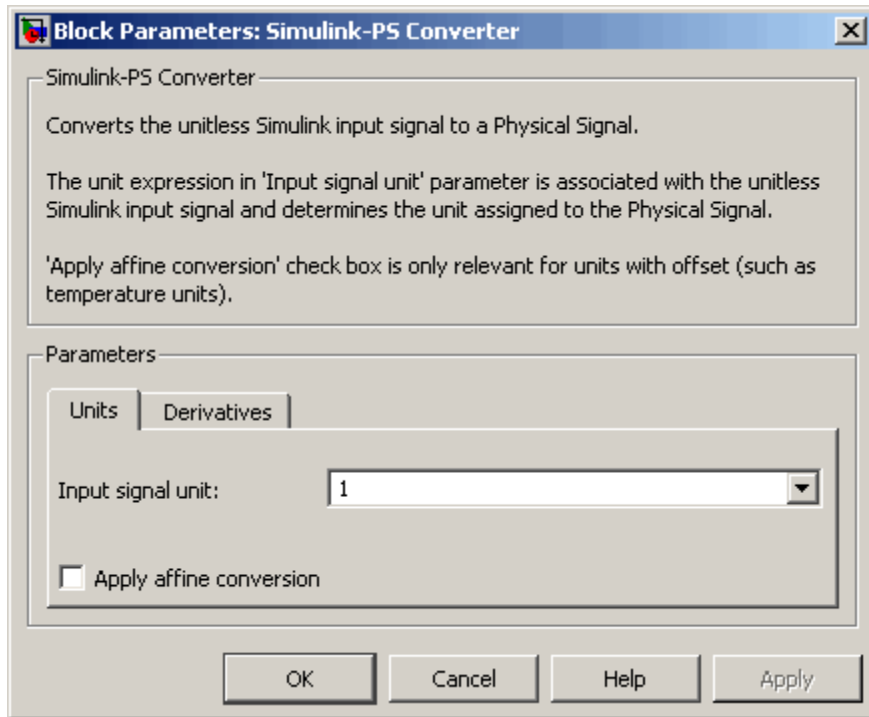 Block Parameters: Simulink-PS Converter
Simulink-PS Converter
Converts the unitless Simulink input signal to a Physical Signal.
The unit expression in 'Input signal unit' parameter is associated with the unitless
Simulink input signal and determines the unit assigned to the Physical Signal.
'Apply affine conversion' check box is only relevant for units with offset (such as
temperature units).
Parameters
Units Derivatives
Input signal unit: 1
Apply affine conversion
OK Cancel Help Apply